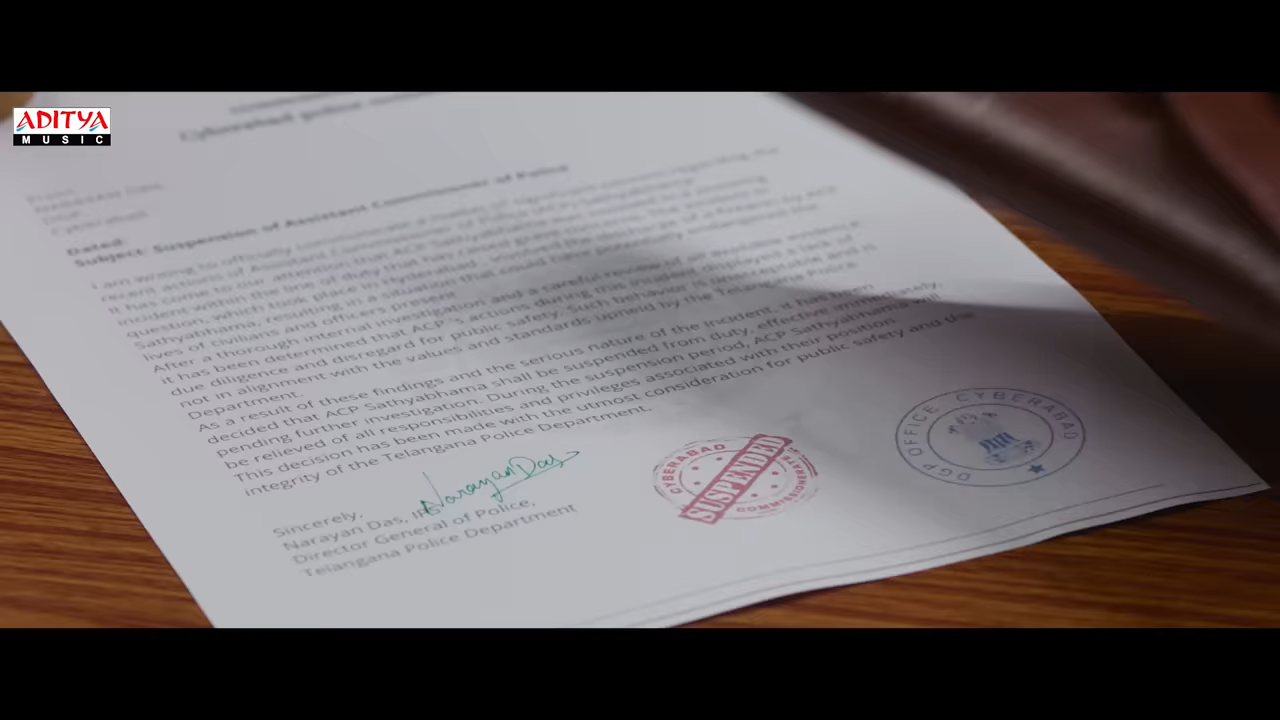 ADITYA
MUSIC
Cyberabad police
Dated:
Subject: Suspension of Assistant Commissioner of Police
I am writing to officially communicate a matter of significant concern regarding the
recent actions of Assistant Commissioner of Police (ACP) Sathyabhama.
It has come to our attention that ACP Sathyabhama was involved in a shooting
incident within the line of duty that has raised grave concerns. The incident in
question, which took place in Hyderabad, involved the discharge of a firearm by ACP
Sathyabhama, resulting in a situation that could have potentially endangered the
lives of civilians and officers present.
After a thorough internal investigation and a careful review of all available evidence,
it has been determined that ACP 's actions during this incident displayed a lack of
due diligence and disregard for public safety. Such behavior is unacceptable and
not in alignment with the values and standards upheld by the Telangana Police
Department.
As a result of these findings and the serious nature of the incident, it has been
decided that ACP Sathyabhama shall be suspended from duty, effective immediately,
pending further investigation. During the suspension period, ACP Sathyabhama will
be relieved of all responsibilities and privileges associated with their position
This decision has been made with the utmost consideration for public safety and the
integrity of the Telangana Police Department.
Narayan Das
Sincerely,
Narayan Das, IPS
Director General of Police,
Telangana Police Department
CYBERABAD
SUSPENDED
COMMISSIONERATE
DGP OFFICE CYBERABAD